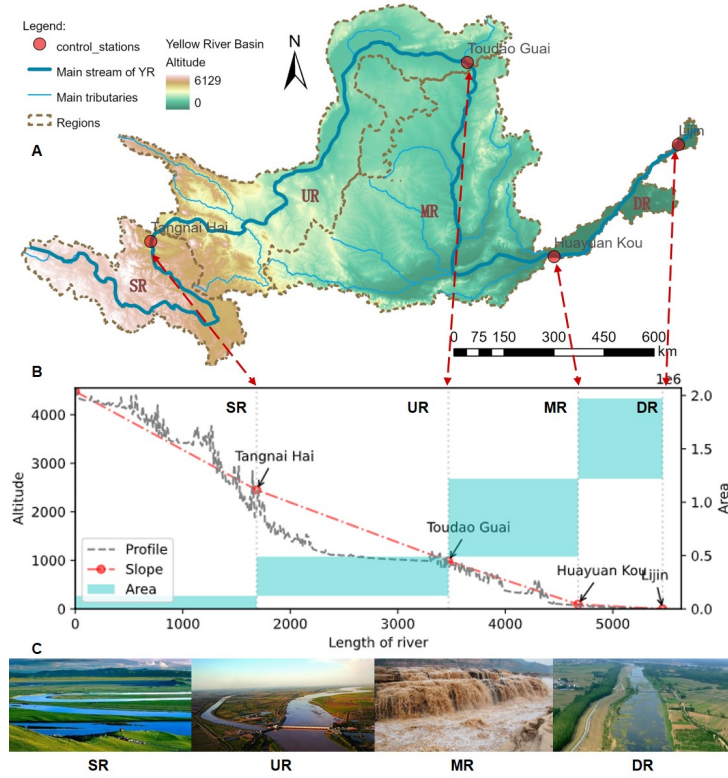 A
Legend:
control_stations
Main stream of YR
Main tributaries
Regions
Yellow River Basin
Altitude
6129
0
N
Toudao Guai
Lijin
UR
MR
DR
Tangnai Hai
Huayuan Kou
SR
0 75 150 300 450 600
km
B
1e6
SR UR MR DR
4000
3000
2000
1000
0
Altitude
Tangnai Hai
Toudao Guai
Huayuan Kou
Lijin
Profile
Slope
Area
2.0
1.5
1.0
0.5
0.0
Area
0 1000 2000 3000 4000 5000
Length of river
C
SR UR MR DR